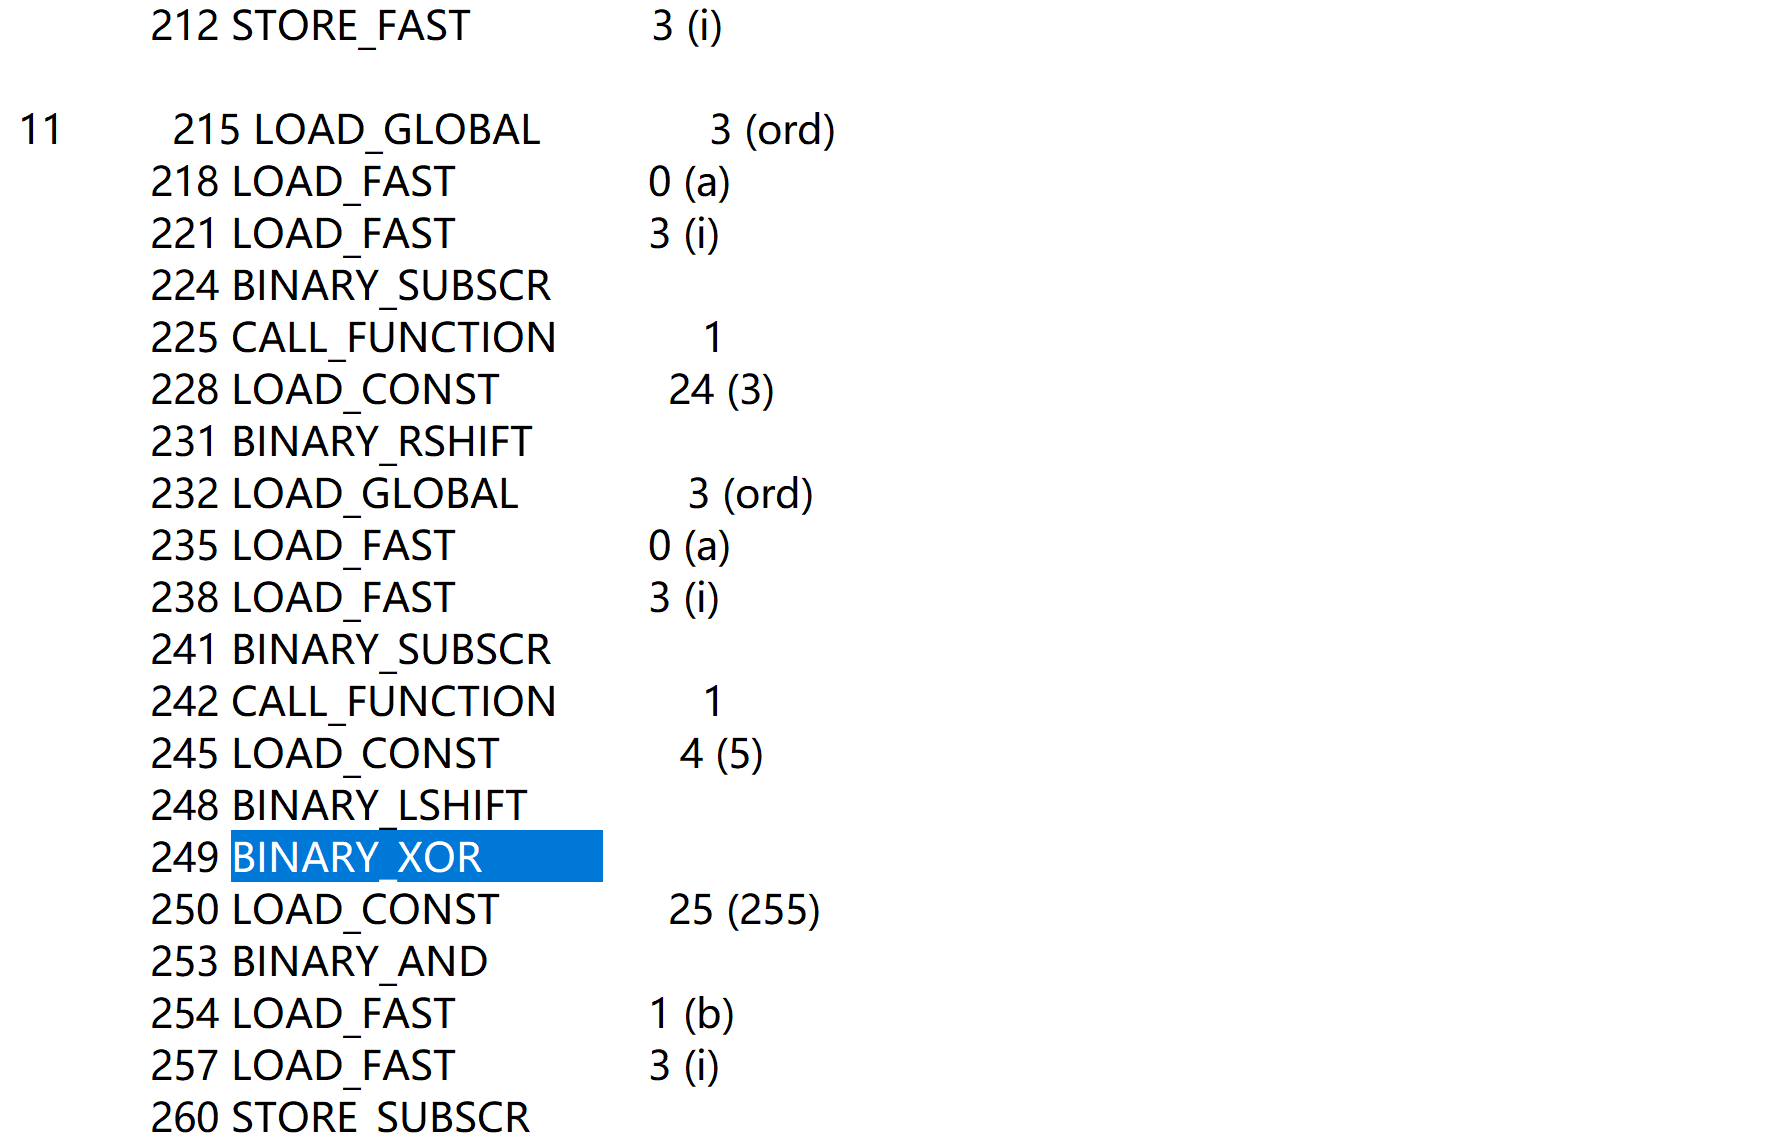 212 STORE_FAST 3 (i)
11 215 LOAD_GLOBAL 3 (ord)
218 LOAD_FAST 0 (a)
221 LOAD_FAST 3 (i)
224 BINARY_SUBSCR
225 CALL_FUNCTION 1
228 LOAD_CONST 24 (3)
231 BINARY_RSHIFT
232 LOAD_GLOBAL 3 (ord)
235 LOAD_FAST 0 (a)
238 LOAD_FAST 3 (i)
241 BINARY_SUBSCR
242 CALL_FUNCTION 1
245 LOAD_CONST 4 (5)
248 BINARY_LSHIFT
249 BINARY_XOR
250 LOAD_CONST 25 (255)
253 BINARY_AND
254 LOAD_FAST 1 (b)
257 LOAD_FAST 3 (i)
260 STORE_SUBSCR